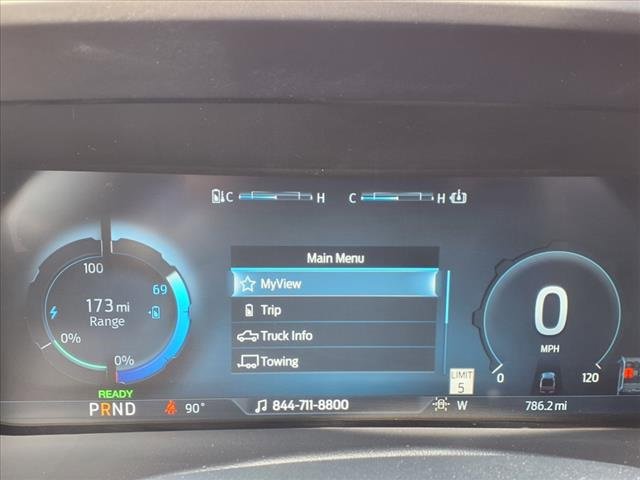 C H C H
Main Menu
MyView
Trip
Truck Info
Towing
100
69
173 mi
Range
0%
0%
READY
PRND
90°
844-711-8800
LIMIT
5
W
0
MPH
0 120
786.2 mi